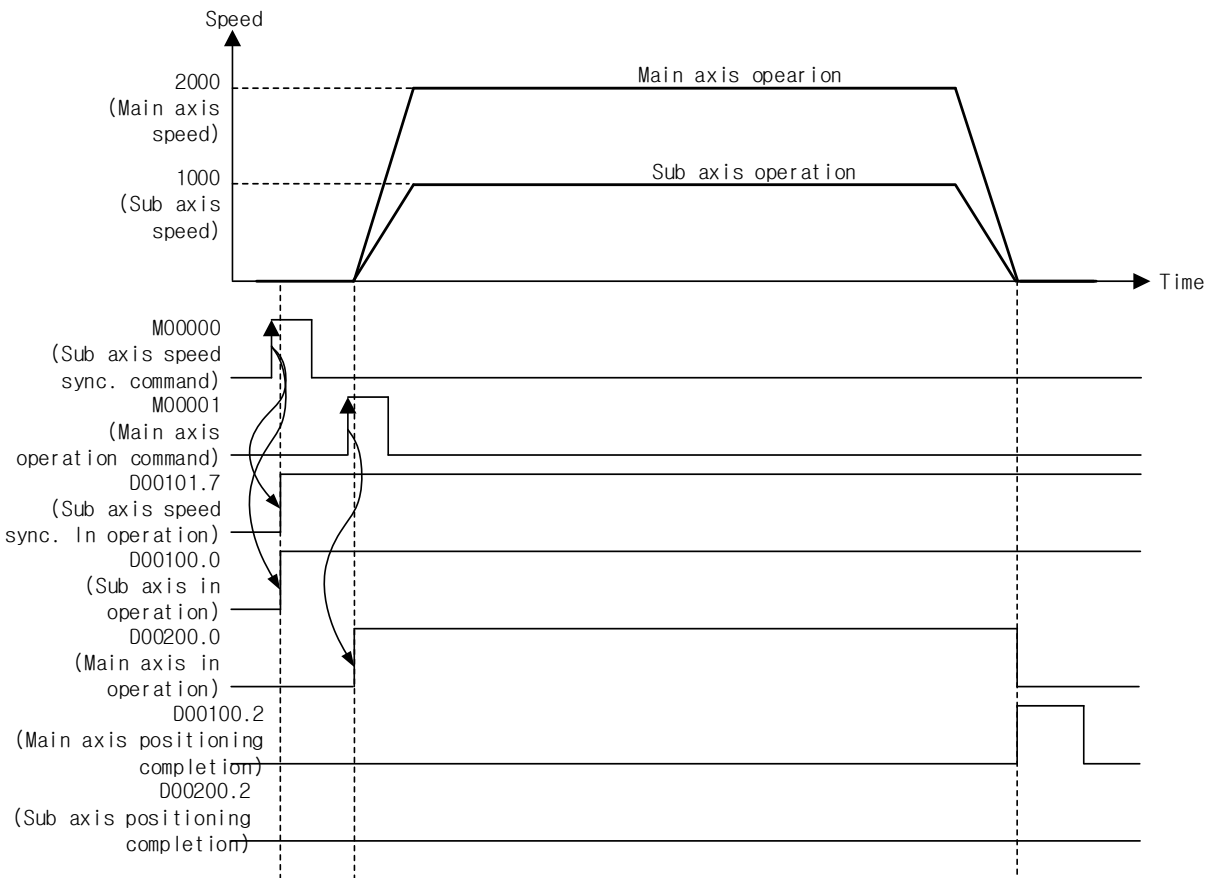 Speed
2000
(Main axis
speed)
Main axis opearion
1000
(Sub axis
speed)
Sub axis operation
Time
M00000
(Sub axis speed
sync. command)
M00001
(Main axis
operation command)
D00101.7
(Sub axis speed
sync. In operation)
D00100.0
(Sub axis in
operation)
D00200.0
(Main axis in
operation)
D00100.2
(Main axis positioning
completion)
D00200.2
(Sub axis positioning
completion)